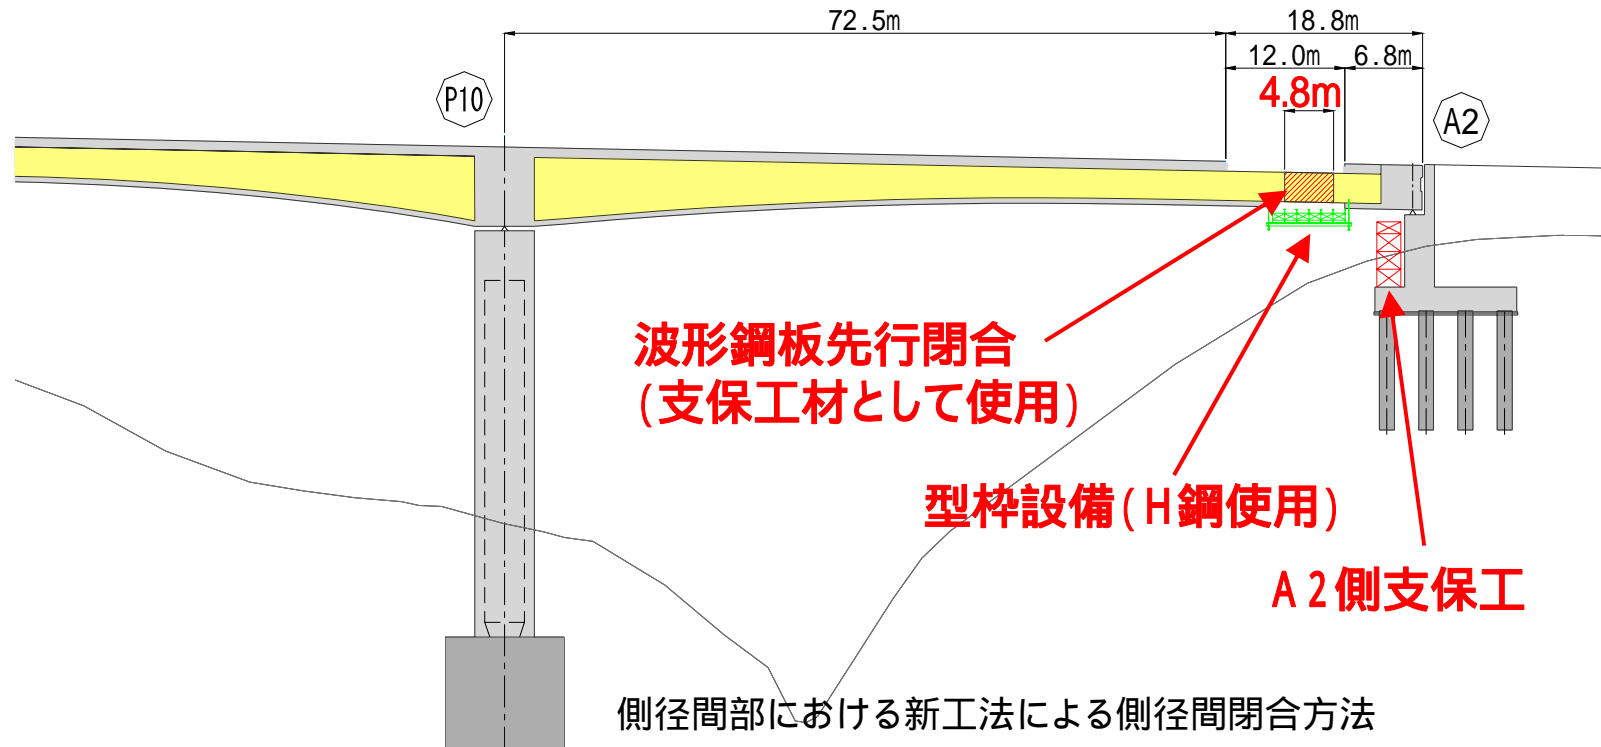 72.5m
18.8m
12.0m
6.8m
4.8m
P10
A2
波形鋼板先行閉合
(支保工材として使用)
型枠設備(H鋼使用)
A2側支保工
側径間部における新工法による側径間閉合方法